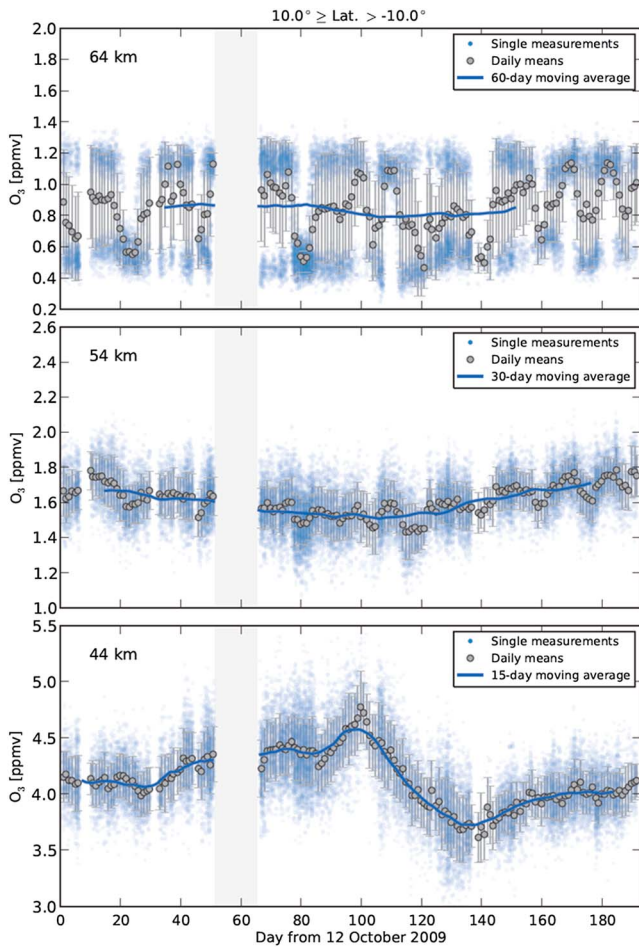 10.0° ≥ Lat. > -10.0°
2.0
1.8
1.6
1.4
1.2
1.0
0.8
0.6
0.4
0.2
O₃ [ppmv]
64 km
Single measurements
Daily means
60-day moving average
2.6
2.4
2.2
2.0
1.8
1.6
1.4
1.2
1.0
O₃ [ppmv]
54 km
Single measurements
Daily means
30-day moving average
5.5
5.0
4.5
4.0
3.5
3.0
O₃ [ppmv]
44 km
Single measurements
Daily means
15-day moving average
0 20 40 60 80 100 120 140 160 180
Day from 12 October 2009